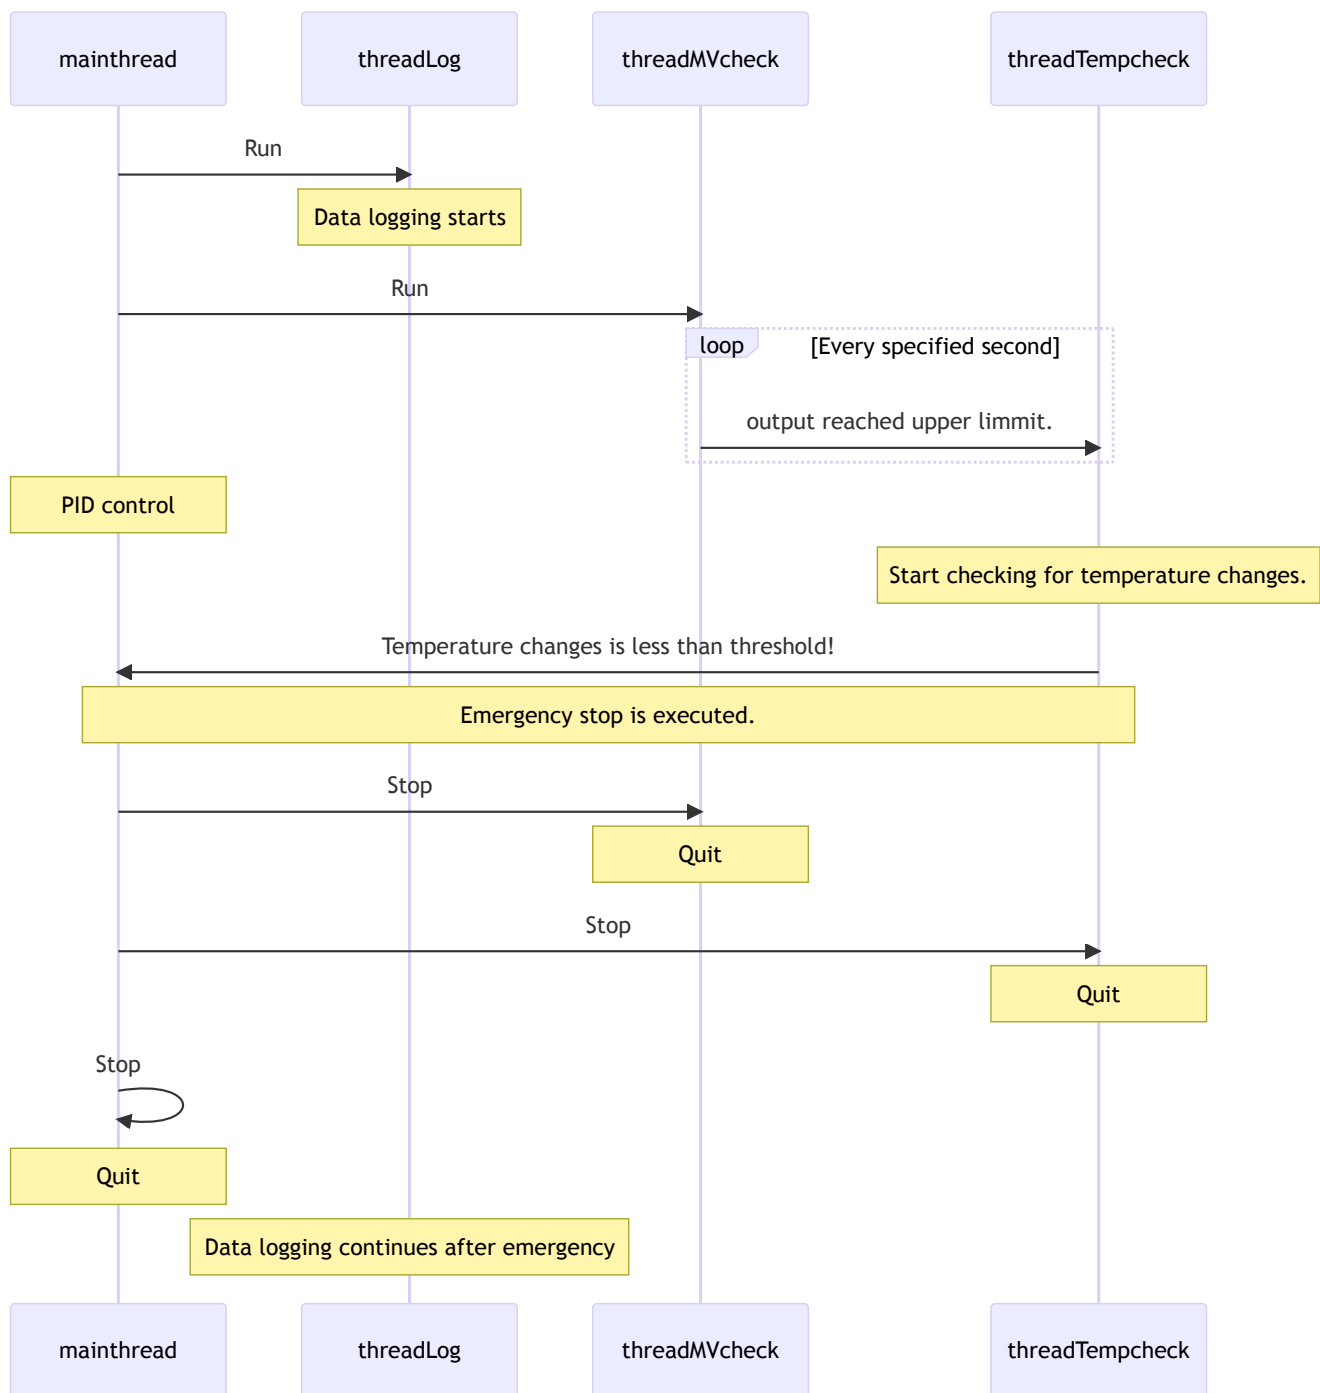 mainthread
threadLog
threadMVcheck
threadTempcheck
Run
Data logging starts
Run
loop
[Every specified second]
output reached upper limmit.
PID control
Start checking for temperature changes.
Temperature changes is less than threshold!
Emergency stop is executed.
Stop
Quit
Stop
Quit
Stop
Quit
Data logging continues after emergency
mainthread
threadLog
threadMVcheck
threadTempcheck